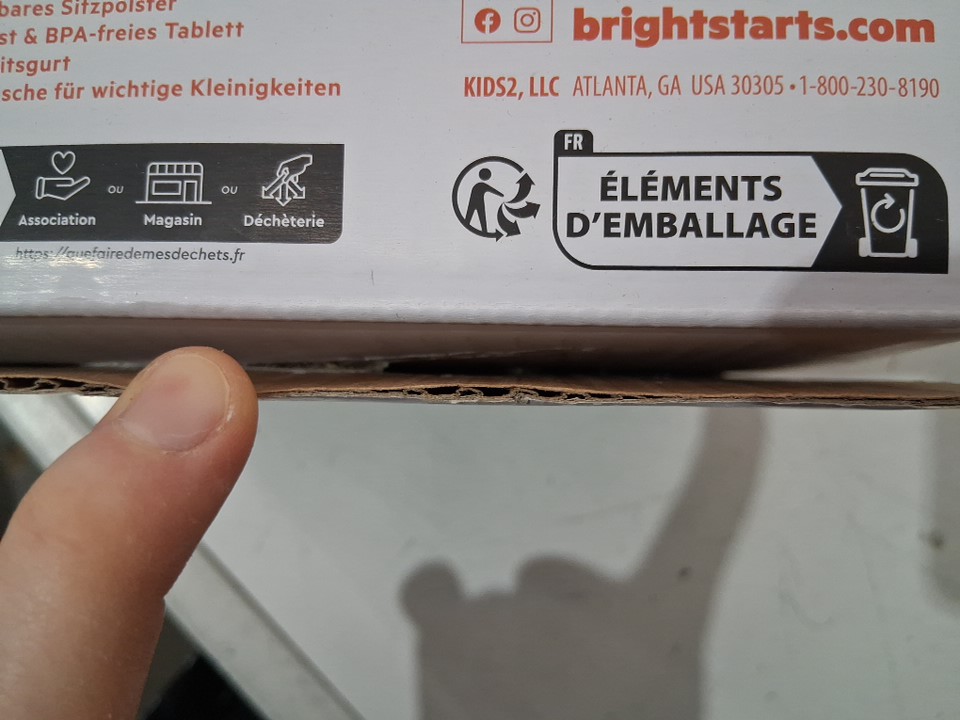 bares Sitzpolster
st & BPA-freies Tablett
itsgurt
sche für wichtige Kleinigkeiten
brightstarts.com
KIDS2, LLC ATLANTA, GA USA 30305 • 1-800-230-8190
Association OU Magasin OU Déchèterie
https://quefairedemesdechets.fr
FR
ÉLÉMENTS
D'EMBALLAGE